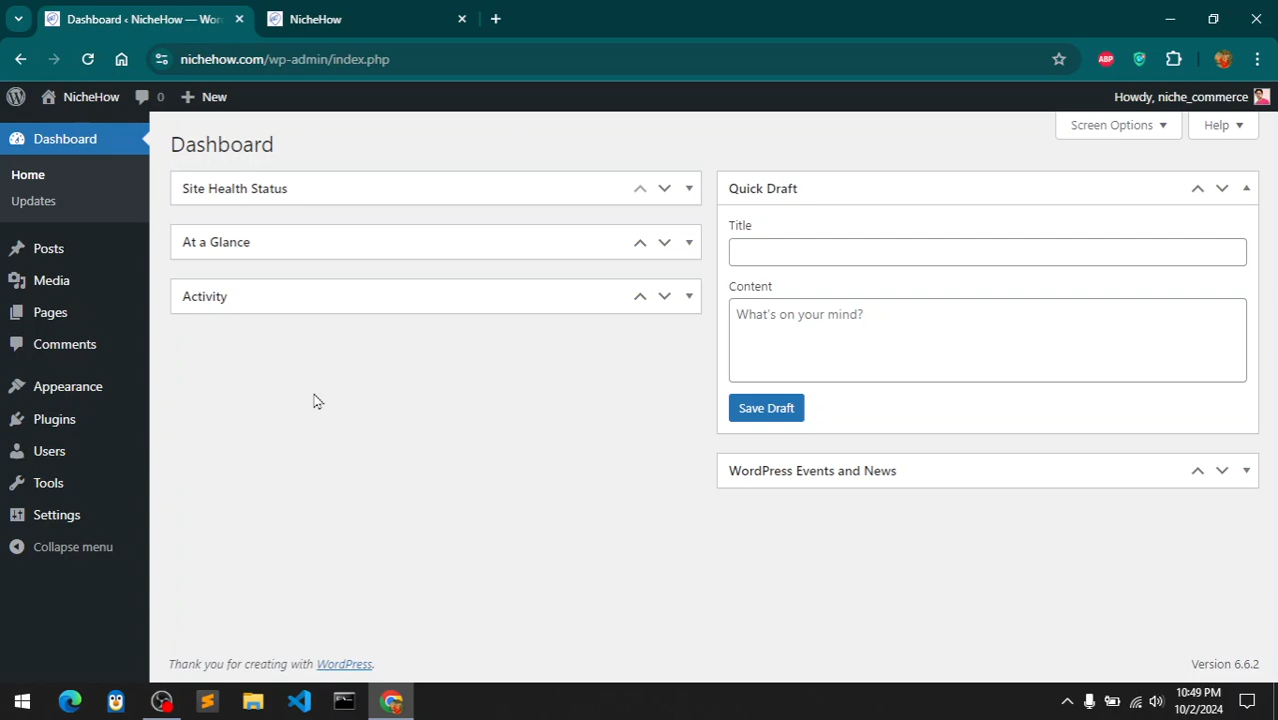 Dashboard ‹ NicheHow — Wor
NicheHow
nichehow.com/wp-admin/index.php
ABP
NicheHow
0
New
Howdy, niche_commerce
Dashboard
Home
Updates
Posts
Media
Pages
Comments
Appearance
Plugins
Users
Tools
Settings
Collapse menu
Screen Options
Help
Dashboard
Site Health Status
At a Glance
Activity
Quick Draft
Title
Content
What's on your mind?
Save Draft
WordPress Events and News
Thank you for creating with WordPress.
Version 6.6.2
10:49 PM
10/2/2024